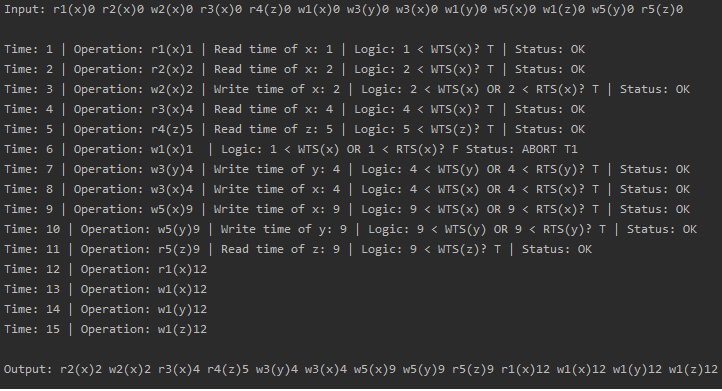 Input: r1(x)0 r2(x)0 w2(x)0 r3(x)0 r4(z)0 w1(x)0 w3(y)0 w3(x)0 w1(y)0 w5(x)0 w1(z)0 w5(y)0 r5(z)0
Time: 1 | Operation: r1(x)1 | Read time of x: 1 | Logic: 1 < WTS(x)? T | Status: OK
Time: 2 | Operation: r2(x)2 | Read time of x: 2 | Logic: 2 < WTS(x)? T | Status: OK
Time: 3 | Operation: w2(x)2 | Write time of x: 2 | Logic: 2 < WTS(x) OR 2 < RTS(x)? T | Status: OK
Time: 4 | Operation: r3(x)4 | Read time of x: 4 | Logic: 4 < WTS(x)? T | Status: OK
Time: 5 | Operation: r4(z)5 | Read time of z: 5 | Logic: 5 < WTS(z)? T | Status: OK
Time: 6 | Operation: w1(x)1  | Logic: 1 < WTS(x) OR 1 < RTS(x)? F Status: ABORT T1
Time: 7 | Operation: w3(y)4 | Write time of y: 4 | Logic: 4 < WTS(y) OR 4 < RTS(y)? T | Status: OK
Time: 8 | Operation: w3(x)4 | Write time of x: 4 | Logic: 4 < WTS(x) OR 4 < RTS(x)? T | Status: OK
Time: 9 | Operation: w5(x)9 | Write time of x: 9 | Logic: 9 < WTS(x) OR 9 < RTS(x)? T | Status: OK
Time: 10 | Operation: w5(y)9 | Write time of y: 9 | Logic: 9 < WTS(y) OR 9 < RTS(y)? T | Status: OK
Time: 11 | Operation: r5(z)9 | Read time of z: 9 | Logic: 9 < WTS(z)? T | Status: OK
Time: 12 | Operation: r1(x)12
Time: 13 | Operation: w1(x)12
Time: 14 | Operation: w1(y)12
Time: 15 | Operation: w1(z)12
Output: r2(x)2 w2(x)2 r3(x)4 r4(z)5 w3(y)4 w3(x)4 w5(x)9 w5(y)9 r5(z)9 r1(x)12 w1(x)12 w1(y)12 w1(z)12